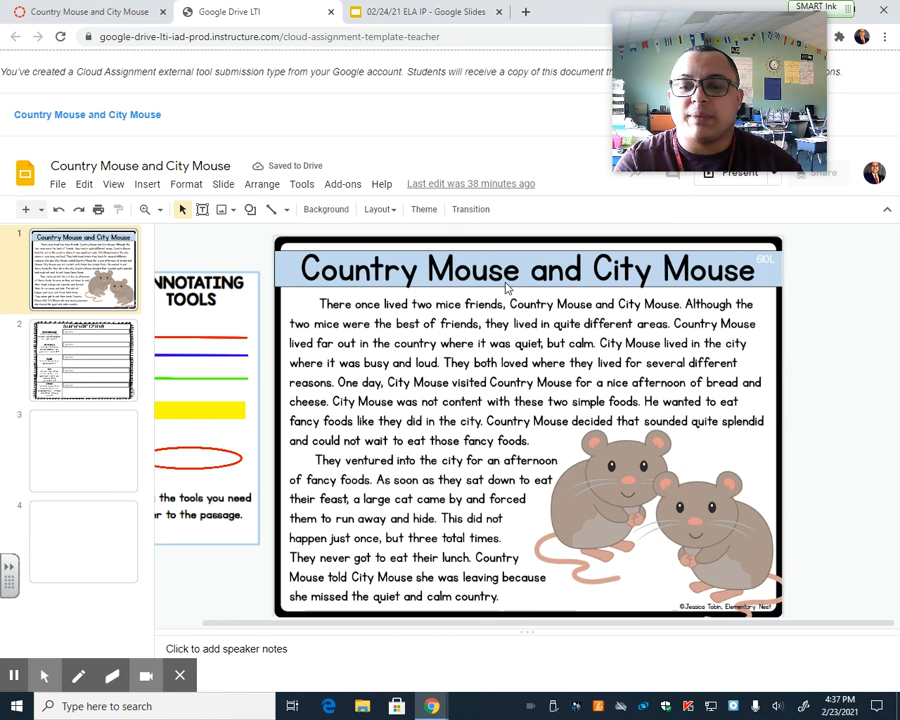 SMART Ink
Country Mouse and City Mouse
Google Drive LTI
02/24/21 ELA IP - Google Slides
google-drive-lti-iad-prod.instructure.com/cloud-assignment-template-teacher
You've created a Cloud Assignment external tool submission type from your Google account. Students will receive a copy of this document
Country Mouse and City Mouse
Country Mouse and City Mouse
Saved to Drive
File Edit View Insert Format Slide Arrange Tools Add-ons Help Last edit was 38 minutes ago
Present
Share
Background Layout Theme Transition
1
2
3
4
Country Mouse and City Mouse
Summarizing
NNOTATING
TOOLS
the tools you need
er to the passage.
Country Mouse and City Mouse
610L
There once lived two mice friends, Country Mouse and City Mouse. Although the
two mice were the best of friends, they lived in quite different areas. Country Mouse
lived far out in the country where it was quiet, but calm. City Mouse lived in the city
where it was busy and loud. They both loved where they lived for several different
reasons. One day, City Mouse visited Country Mouse for a nice afternoon of bread and
cheese. City Mouse was not content with these two simple foods. He wanted to eat
fancy foods like they did in the city. Country Mouse decided that sounded quite splendid
and could not wait to eat those fancy foods.
They ventured into the city for an afternoon
of fancy foods. As soon as they sat down to eat
their feast, a large cat came by and forced
them to run away and hide. This did not
happen just once, but three total times.
They never got to eat their lunch. Country
Mouse told City Mouse she was leaving because
she missed the quiet and calm country.
©Jessica Tobin, Elementary Nest
Click to add speaker notes
Type here to search
4:37 PM
2/23/2021